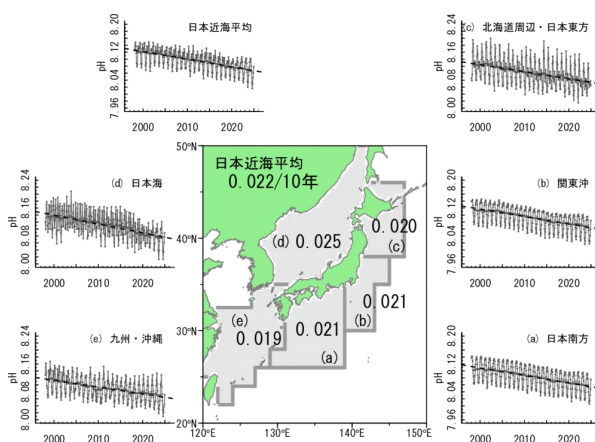 日本近海平均
pH
8.20
8.12
8.04
7.96
2000 2010 2020
(c) 北海道周辺・日本東方
pH
8.24
8.16
8.08
8.00
2000 2010 2020
(d) 日本海
pH
8.24
8.16
8.08
8.00
2000 2010 2020
50°N
40°N
30°N
20°N
120°E 130°E 140°E 150°E
日本近海平均
0.022/10年
(d) 0.025
0.020
(c)
0.021
(b)
(e)
0.019
0.021
(a)
(b) 関東沖
pH
8.20
8.12
8.04
7.96
2000 2010 2020
(e) 九州・沖縄
pH
8.24
8.16
8.08
8.00
2000 2010 2020
(a) 日本南方
pH
8.20
8.12
8.04
7.96
2000 2010 2020